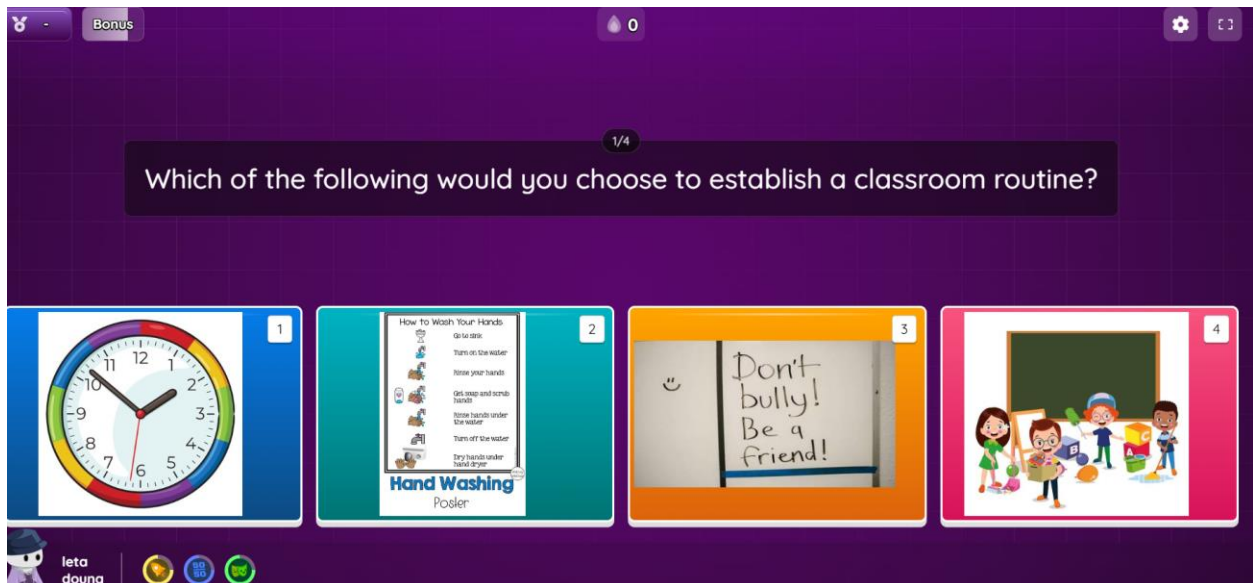 -
Bonus
0
1/4
Which of the following would you choose to establish a classroom routine?
1
12
11
1
10
2
9
3
8
4
7
6
5
2
How to Wash Your Hands
Go to sink
Turn on the water
Rinse your hands
Get soap and scrub
hands
Rinse hands under
the water
Turn off the water
Dry hands under
hand dryer
Hand Washing
Poster
3
Don't
bully!
Be a
friend!
4
B
C
A
leta
douna
50
50